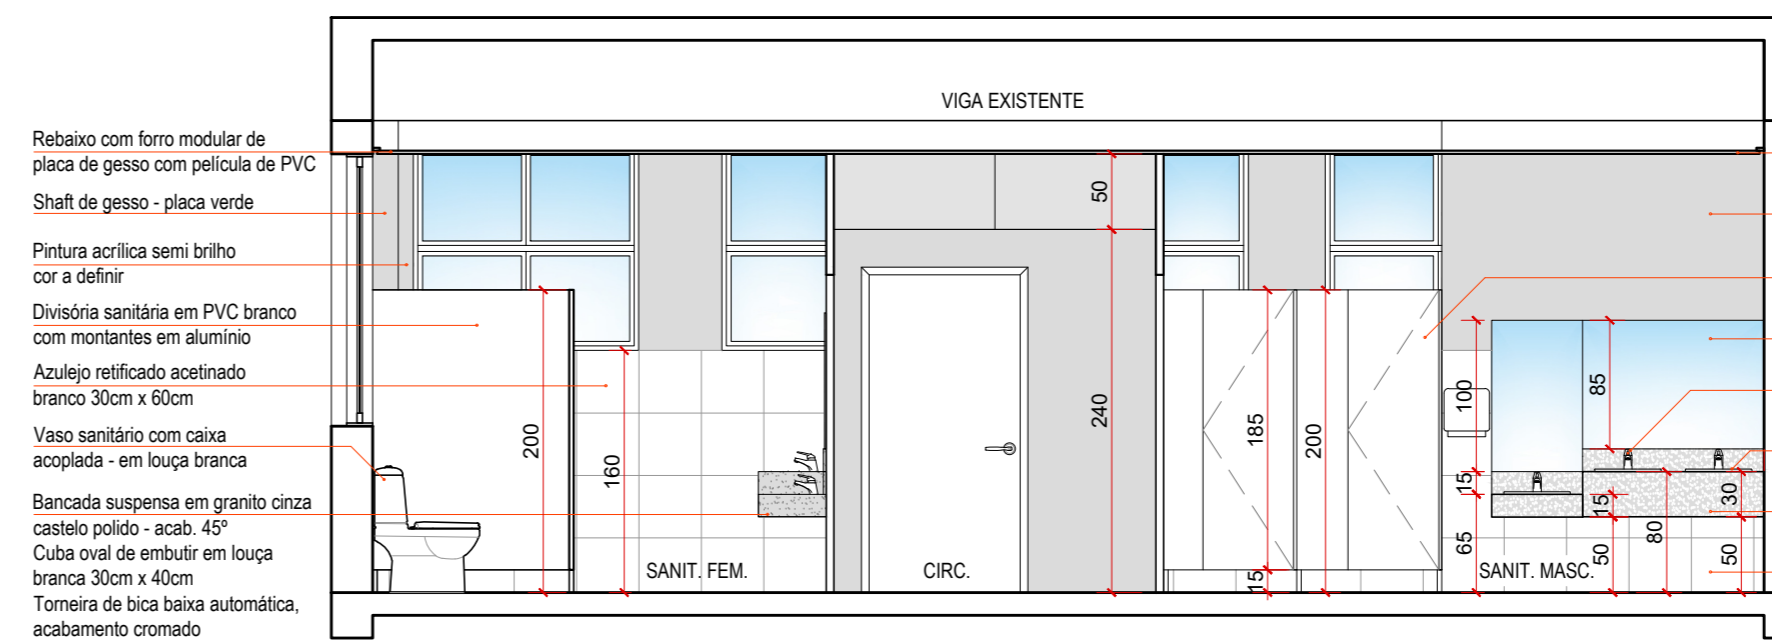 VIGA EXISTENTE
Rebaixo com forro modular de
placa de gesso com película de PVC
Shaft de gesso - placa verde
Pintura acrílica semi brilho
cor a definir
Divisória sanitária em PVC branco
com montantes em alumínio
Azulejo retificado acetinado
branco 30cm x 60cm
Vaso sanitário com caixa
acoplada - em louça branca
Bancada suspensa em granito cinza
castelo polido - acab. 45º
Cuba oval de embutir em louça
branca 30cm x 40cm
Torneira de bica baixa automática,
acabamento cromado
200
160
SANIT. FEM.
CIRC.
50
240
185
15
200
100
15
65
85
15
50
80
30
50
SANIT. MASC.